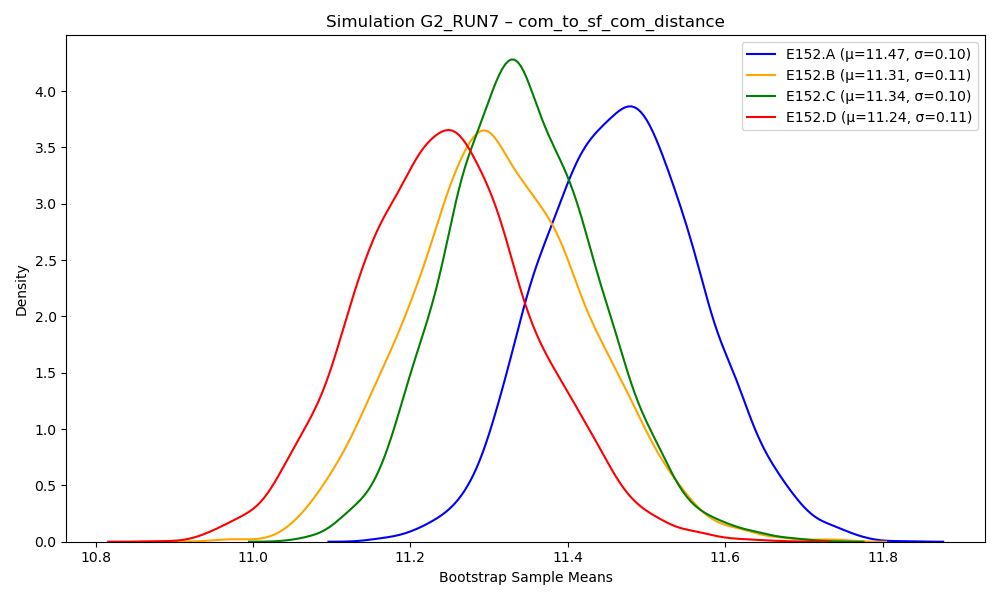 Simulation G2_RUN7 – com_to_sf_com_distance
E152.A (μ=11.47, σ=0.10)
E152.B (μ=11.31, σ=0.11)
E152.C (μ=11.34, σ=0.10)
E152.D (μ=11.24, σ=0.11)
Density
4.0
3.5
3.0
2.5
2.0
1.5
1.0
0.5
0.0
10.8 11.0 11.2 11.4 11.6 11.8
Bootstrap Sample Means